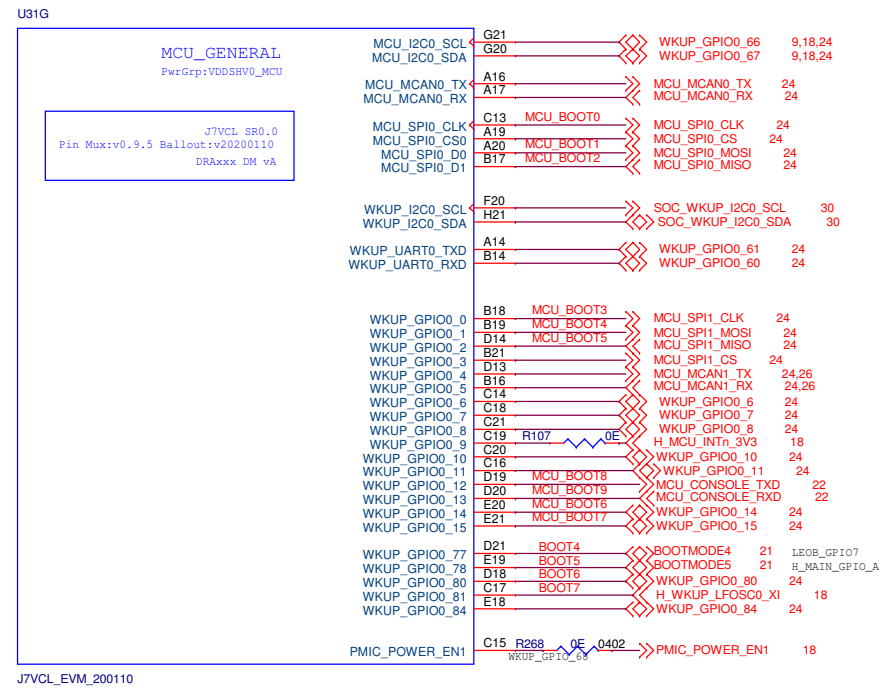 U31G
MCU_GENERAL
PwrGrp:VDDSHV0_MCU
J7VCL SR0.0
Pin Mux:v0.9.5 Ballout:v20200110
DRAxxx DM vA
MCU_I2C0_SCL G21 WKUP_GPIO0_66 9,18,24
MCU_I2C0_SDA G20 WKUP_GPIO0_67 9,18,24
MCU_MCAN0_TX A16 MCU_MCAN0_TX 24
MCU_MCAN0_RX A17 MCU_MCAN0_RX 24
MCU_SPI0_CLK C13 MCU_BOOT0 MCU_SPI0_CLK 24
MCU_SPI0_CS0 A19 MCU_SPI0_CS 24
MCU_SPI0_D0 A20 MCU_BOOT1 MCU_SPI0_MOSI 24
MCU_SPI0_D1 B17 MCU_BOOT2 MCU_SPI0_MISO 24
WKUP_I2C0_SCL F20 SOC_WKUP_I2C0_SCL 30
WKUP_I2C0_SDA H21 SOC_WKUP_I2C0_SDA 30
WKUP_UART0_TXD A14 WKUP_GPIO0_61 24
WKUP_UART0_RXD B14 WKUP_GPIO0_60 24
WKUP_GPIO0_0 B18 MCU_BOOT3 MCU_SPI1_CLK 24
WKUP_GPIO0_1 B19 MCU_BOOT4 MCU_SPI1_MOSI 24
WKUP_GPIO0_2 D14 MCU_BOOT5 MCU_SPI1_MISO 24
WKUP_GPIO0_3 B21 MCU_SPI1_CS 24
WKUP_GPIO0_4 D13 MCU_MCAN1_TX 24,26
WKUP_GPIO0_5 B16 MCU_MCAN1_RX 24,26
WKUP_GPIO0_6 C14 WKUP_GPIO0_6 24
WKUP_GPIO0_7 C18 WKUP_GPIO0_7 24
WKUP_GPIO0_8 C21 WKUP_GPIO0_8 24
WKUP_GPIO0_9 C19 R107 0E H_MCU_INTn_3V3 18
WKUP_GPIO0_10 C20 WKUP_GPIO0_10 24
WKUP_GPIO0_11 C16 WKUP_GPIO0_11 24
WKUP_GPIO0_12 D19 MCU_BOOT8 MCU_CONSOLE_TXD 22
WKUP_GPIO0_13 D20 MCU_BOOT9 MCU_CONSOLE_RXD 22
WKUP_GPIO0_14 E20 MCU_BOOT6 WKUP_GPIO0_14 24
WKUP_GPIO0_15 E21 MCU_BOOT7 WKUP_GPIO0_15 24
WKUP_GPIO0_77 D21 BOOT4 BOOTMODE4 21 LEOB_GPIO7
WKUP_GPIO0_78 E19 BOOT5 BOOTMODE5 21 H_MAIN_GPIO_A
WKUP_GPIO0_80 D18 BOOT6 WKUP_GPIO0_80 24
WKUP_GPIO0_81 C17 BOOT7 H_WKUP_LFOSC0_XI 18
WKUP_GPIO0_84 E18 WKUP_GPIO0_84 24
PMIC_POWER_EN1 C15 R268 0E 0402 PMIC_POWER_EN1 18
WKUP_GPIO_68
J7VCL_EVM_200110